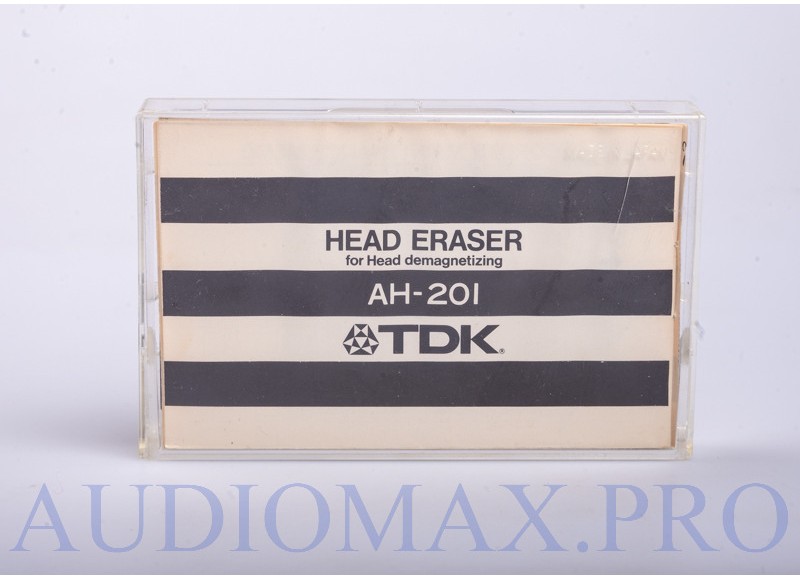 HEAD ERASER
for Head demagnetizing
AH-201
TDK®
AUDIOMAX.PRO